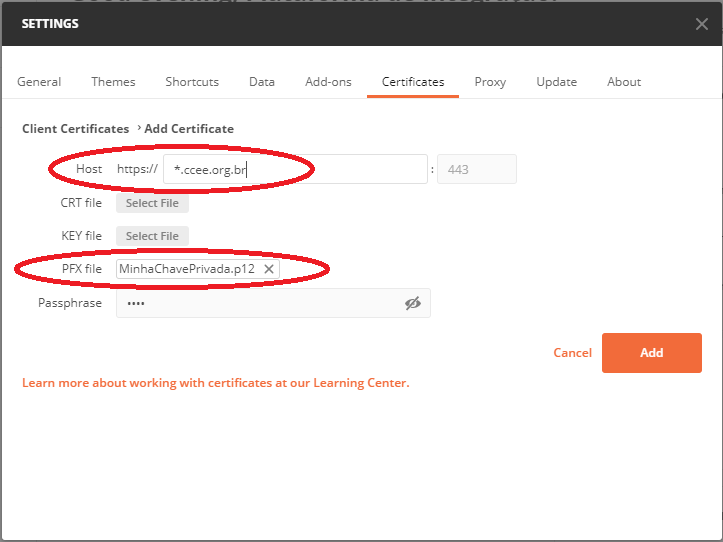 SETTINGS
General Themes Shortcuts Data Add-ons Certificates Proxy Update About
Client Certificates › Add Certificate
Host https:// *.ccee.org.br : 443
CRT file Select File
KEY file Select File
PFX file MinhaChavePrivada.p12
Passphrase ••••
Cancel Add
Learn more about working with certificates at our Learning Center.